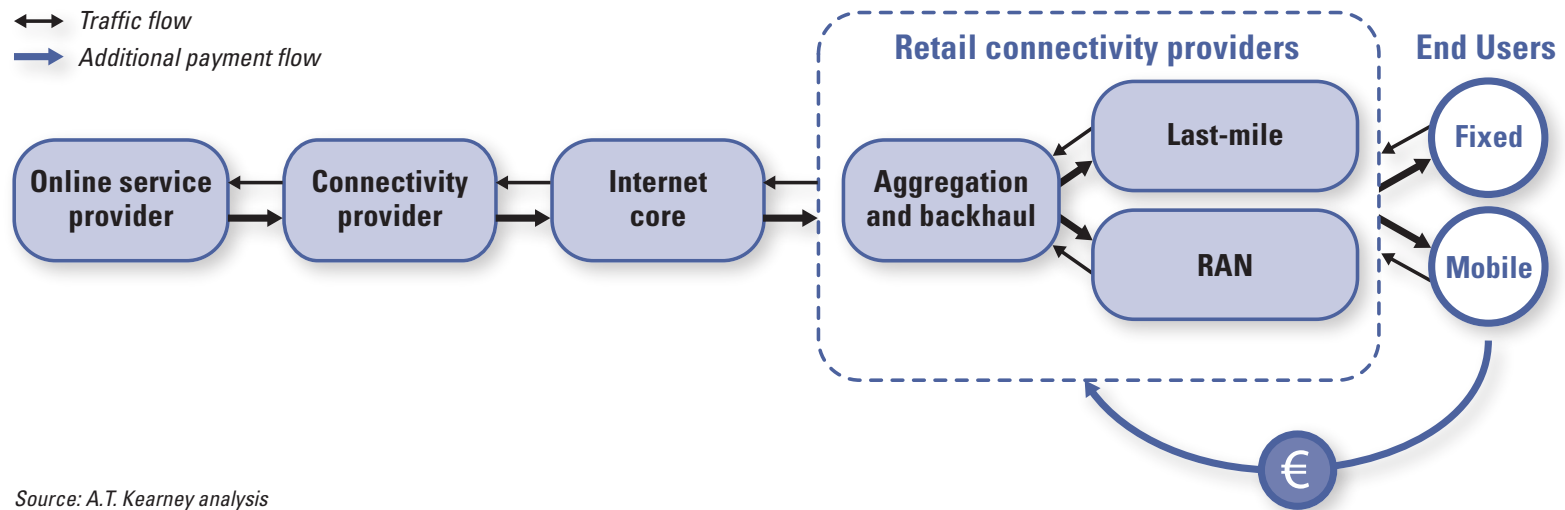 Traffic flow
Additional payment flow
Retail connectivity providers
End Users
Online service
provider
Connectivity
provider
Internet
core
Aggregation
and backhaul
Last-mile
RAN
Fixed
Mobile
€
Source: A.T. Kearney analysis